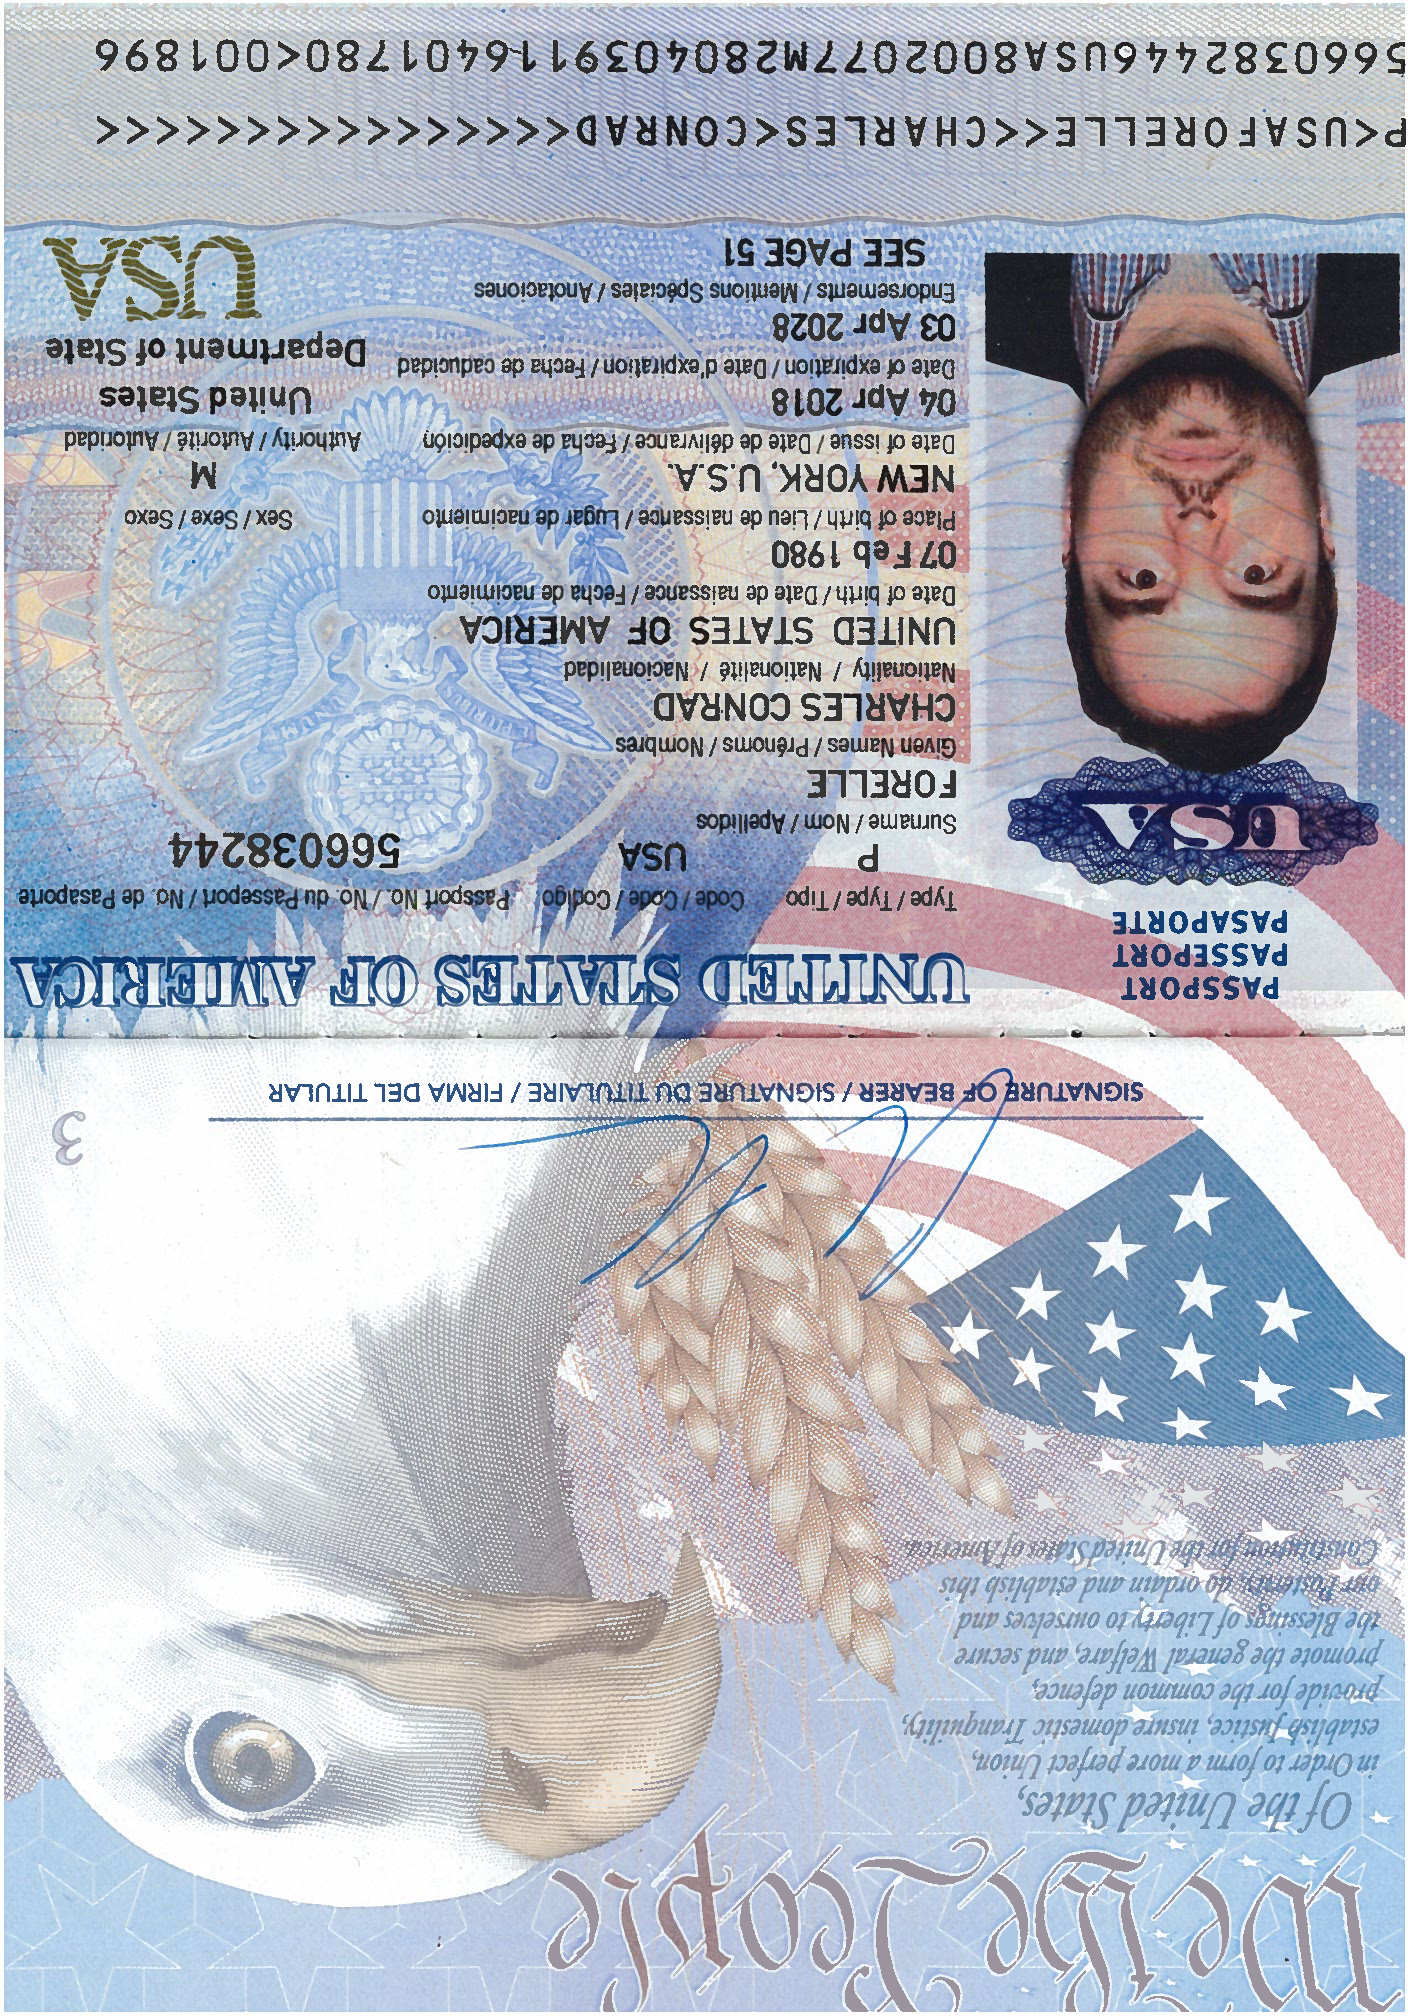 We the People
Of the United States,
in Order to form a more perfect Union,
establish Justice, insure domestic Tranquility,
provide for the common defence,
promote the general Welfare, and secure
the Blessings of Liberty to ourselves and
our Posterity, do ordain and establish this
Constitution for the United States of America.
3
SIGNATURE OF BEARER / SIGNATURE DU TITULAIRE / FIRMA DEL TITULAR
PASSPORT
PASSEPORT
PASAPORTE
USA
UNITED STATES OF AMERICA
Type / Type / Tipo Code / Code / Codigo Passport No. / No. du Passeport / No. de Pasaporte
P USA 566038244
Surname / Nom / Apellidos
FORELLE
Given Names / Prénoms / Nombres
CHARLES CONRAD
Nationality / Nationalité / Nacionalidad
UNITED STATES OF AMERICA
Date of birth / Date de naissance / Fecha de nacimiento
07 Feb 1980
Place of birth / Lieu de naissance / Lugar de nacimiento Sex / Sexe / Sexo
NEW YORK, U.S.A. M
Date of issue / Date de délivrance / Fecha de expedición Authority / Autorité / Autoridad
04 Apr 2018 United States
Date of expiration / Date d'expiration / Fecha de caducidad Department of State
03 Apr 2028
Endorsements / Mentions Spéciales / Anotaciones
SEE PAGE 51
USA
P<USAFORELLE<<CHARLES<CONRAD<<<<<<<<<<<<<<<<
5660382446USA8002077M2804039116401780<001896